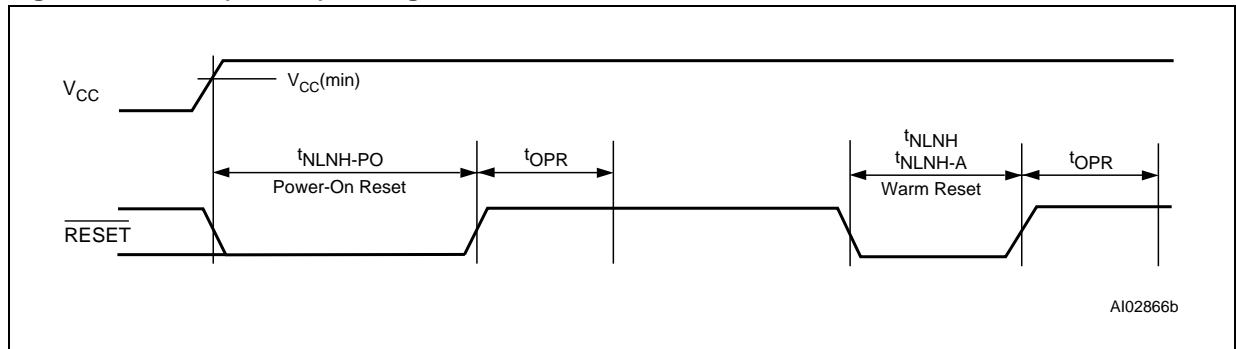 VCC
VCC(min)
tNLNH-PO
Power-On Reset
tOPR
tNLNH
tNLNH-A
Warm Reset
tOPR
RESET
AI02866b